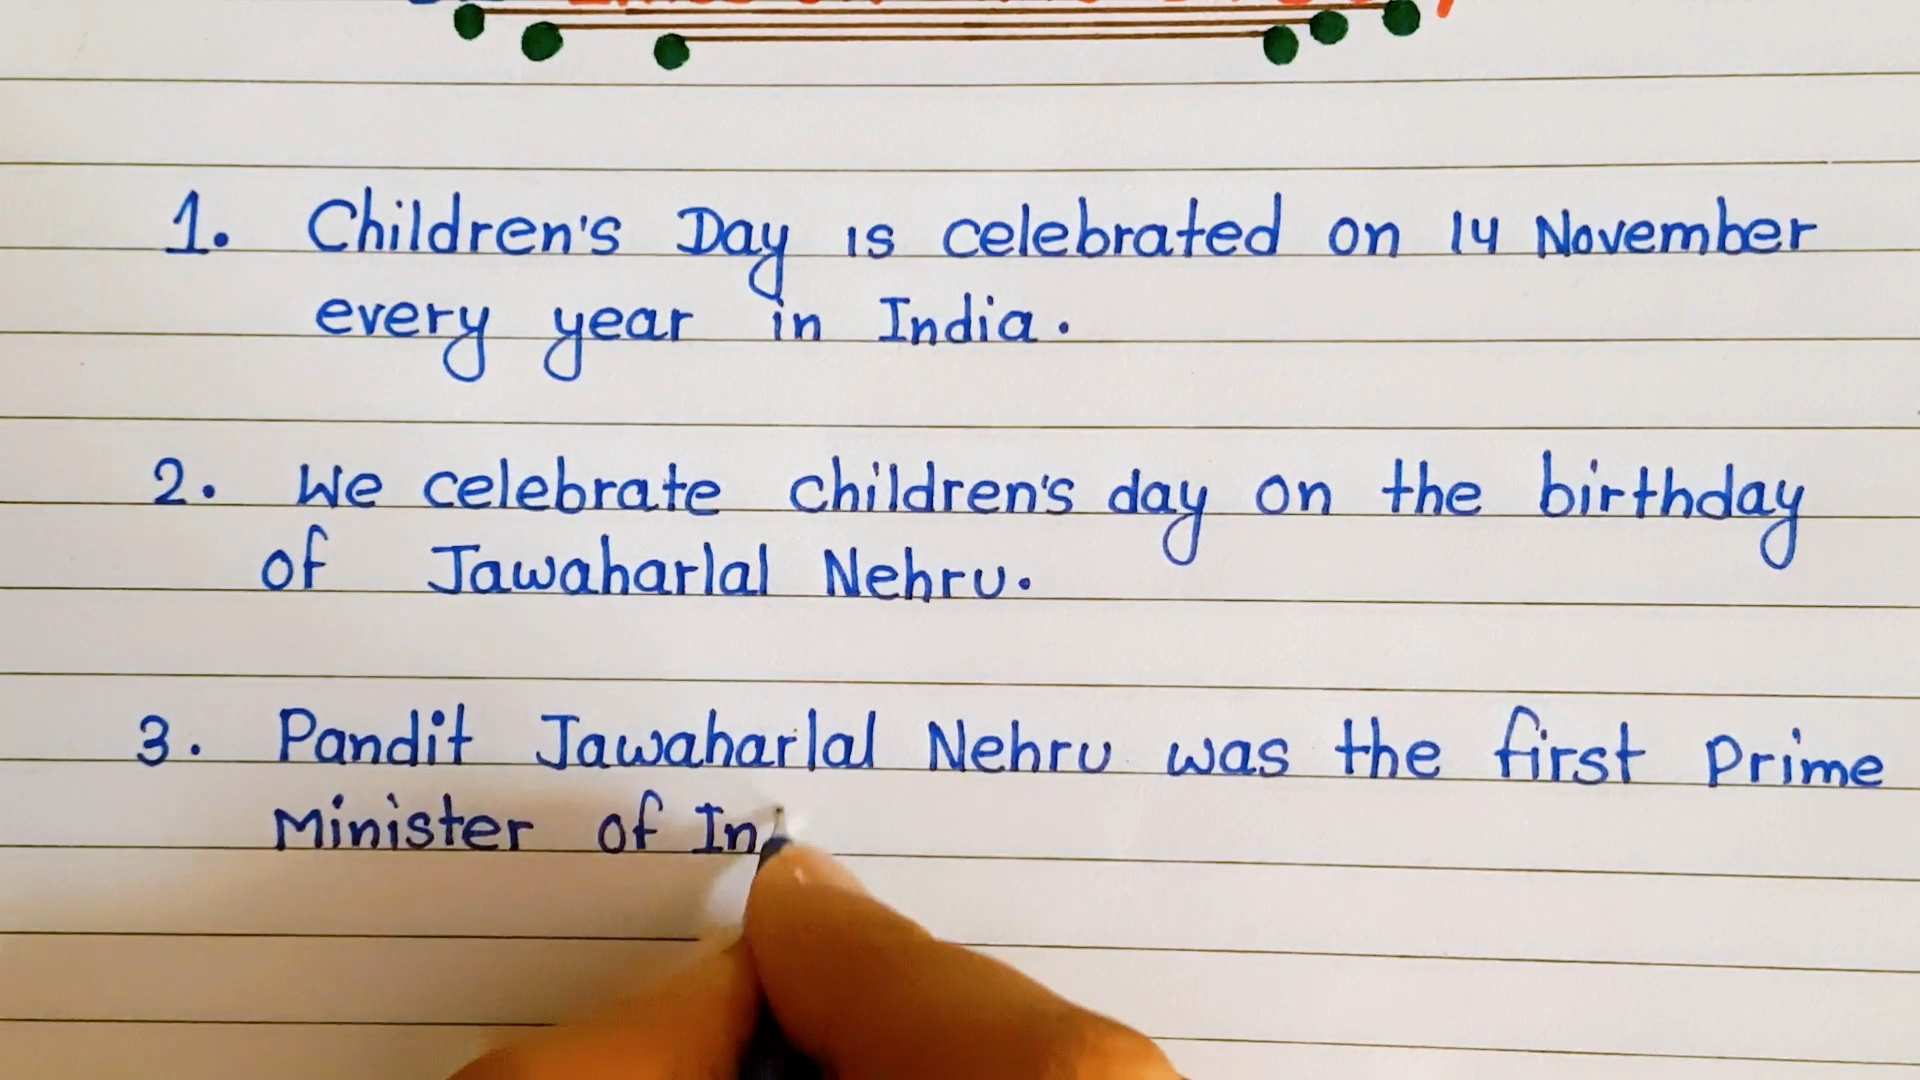 1. Children's Day is celebrated on 14 November
every year in India.
2. We celebrate children's day on the birthday
of Jawaharlal Nehru.
3. Pandit Jawaharlal Nehru was the first Prime
Minister of In